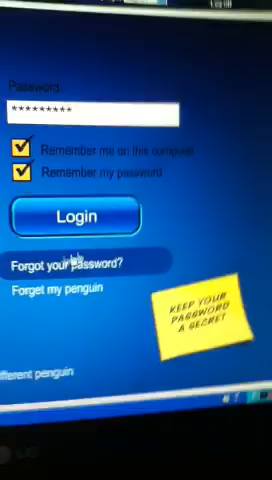 Password
*********
Remember me on this computer
Remember my password
Login
Forgot your password?
Forget my penguin
KEEP YOUR
PASSWORD
A SECRET
ifferent penguin
LG